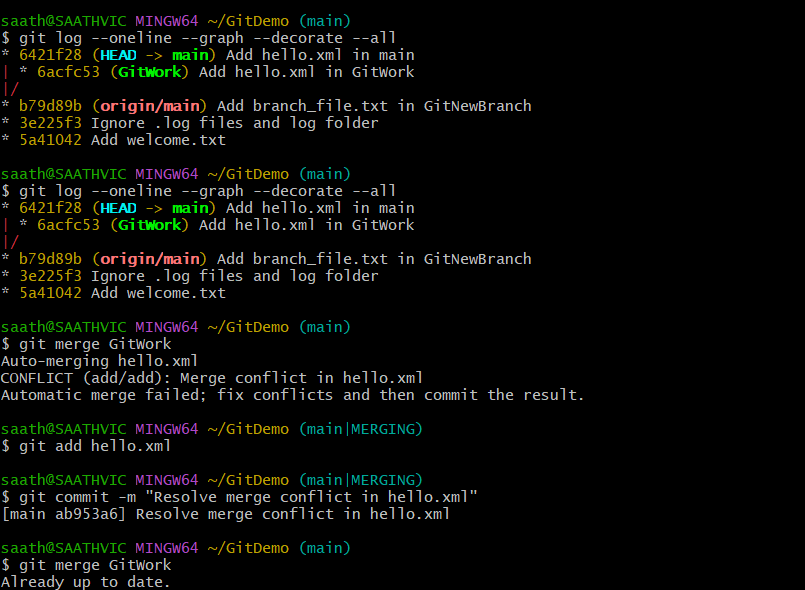 saath@SAATHVIC MINGW64 ~/GitDemo (main)
$ git log --oneline --graph --decorate --all
* 6421f28 (HEAD -> main) Add hello.xml in main
| * 6acfc53 (GitWork) Add hello.xml in GitWork
|/
* b79d89b (origin/main) Add branch_file.txt in GitNewBranch
* 3e225f3 Ignore .log files and log folder
* 5a41042 Add welcome.txt

saath@SAATHVIC MINGW64 ~/GitDemo (main)
$ git log --oneline --graph --decorate --all
* 6421f28 (HEAD -> main) Add hello.xml in main
| * 6acfc53 (GitWork) Add hello.xml in GitWork
|/
* b79d89b (origin/main) Add branch_file.txt in GitNewBranch
* 3e225f3 Ignore .log files and log folder
* 5a41042 Add welcome.txt

saath@SAATHVIC MINGW64 ~/GitDemo (main)
$ git merge GitWork
Auto-merging hello.xml
CONFLICT (add/add): Merge conflict in hello.xml
Automatic merge failed; fix conflicts and then commit the result.

saath@SAATHVIC MINGW64 ~/GitDemo (main|MERGING)
$ git add hello.xml

saath@SAATHVIC MINGW64 ~/GitDemo (main|MERGING)
$ git commit -m "Resolve merge conflict in hello.xml"
[main ab953a6] Resolve merge conflict in hello.xml

saath@SAATHVIC MINGW64 ~/GitDemo (main)
$ git merge GitWork
Already up to date.